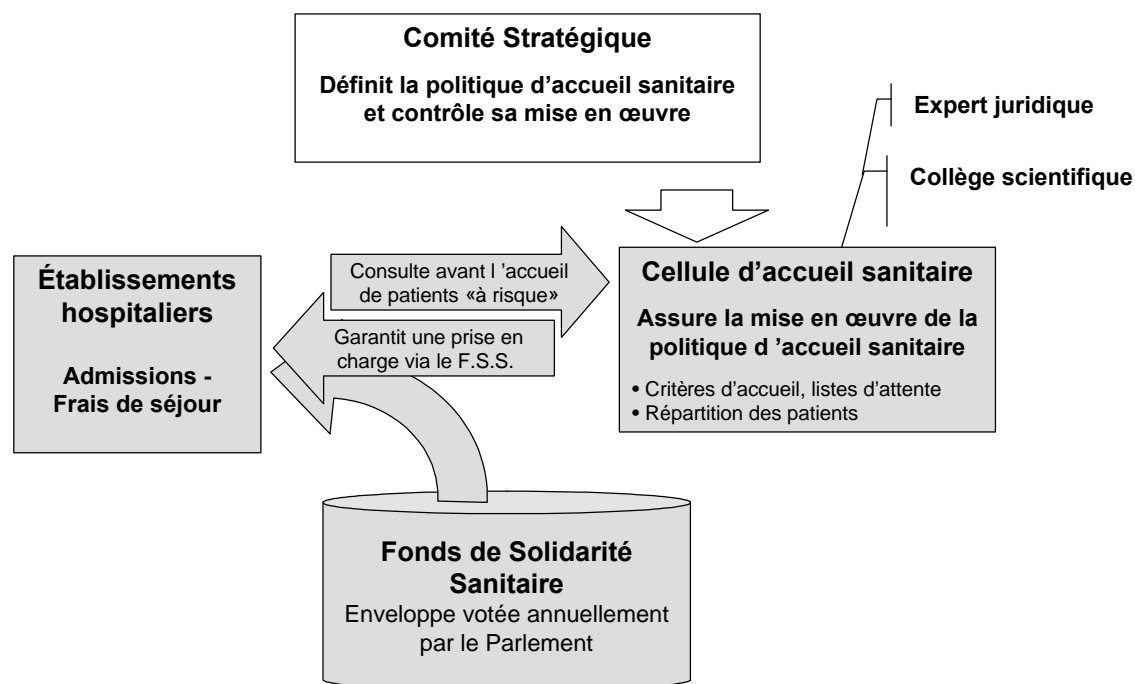 Comité Stratégique
Définit la politique d’accueil sanitaire
et contrôle sa mise en œuvre
Expert juridique
Collège scientifique
Établissements
hospitaliers
Admissions -
Frais de séjour
Consulte avant l ’accueil
de patients «à risque»
Garantit une prise en
charge via le F.S.S.
Cellule d’accueil sanitaire
Assure la mise en œuvre de la
politique d ’accueil sanitaire
• Critères d’accueil, listes d’attente
• Répartition des patients
Fonds de Solidarité
Sanitaire
Enveloppe votée annuellement
par le Parlement